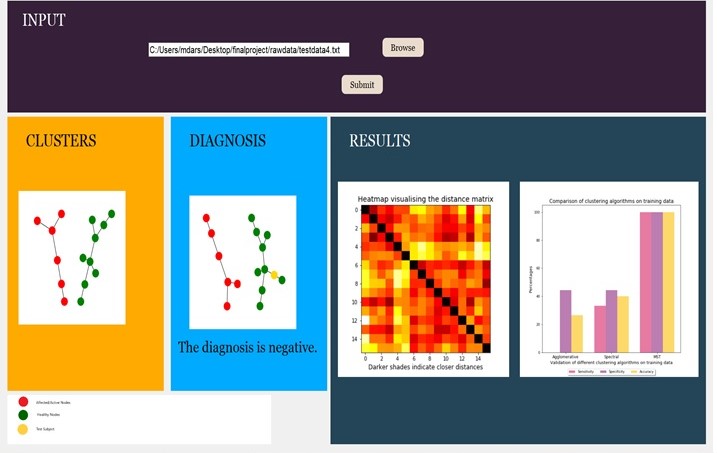 INPUT
C:/Users/mdars/Desktop/finalproject/rawdata/testdata4.txt
Browse
Submit
CLUSTERS
DIAGNOSIS
The diagnosis is negative.
RESULTS
Heatmap visualising the distance matrix
0
2
4
6
8
10
12
14
0 2 4 6 8 10 12 14
Darker shades indicate closer distances
Comparison of clustering algorithms on training data
Percentages
100
80
60
40
20
0
Agglomerative Spectral MST
Validation of different clustering algorithms on training data
Sensitivity Specificity Accuracy
Affected/Active Nodes
Healthy Nodes
Test Subject